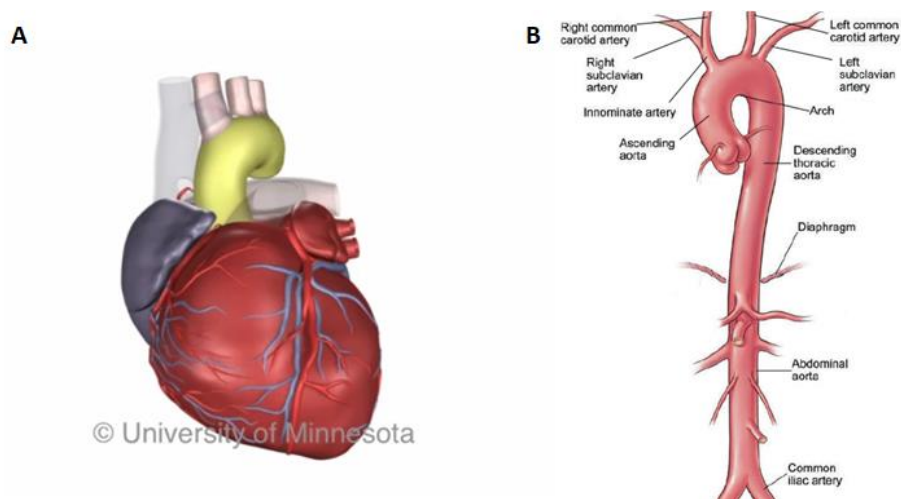 A
© University of Minnesota
B
Right common
carotid artery
Left common
carotid artery
Right
subclavian
artery
Left
subclavian
artery
Innominate artery
Arch
Ascending
aorta
Descending
thoracic
aorta
Diaphragm
Abdominal
aorta
Common
iliac artery